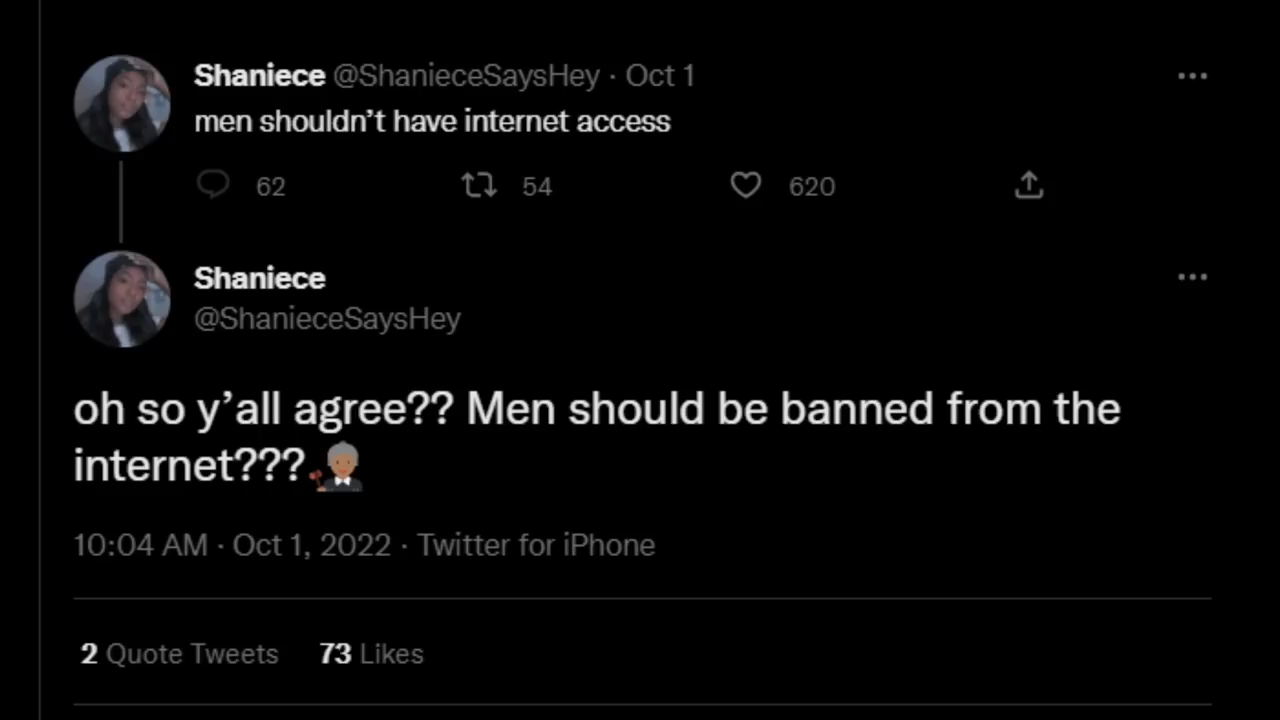 Shaniece @ShanieceSaysHey · Oct 1
men shouldn’t have internet access
62 54 620
Shaniece
@ShanieceSaysHey
oh so y’all agree?? Men should be banned from the
internet???
10:04 AM · Oct 1, 2022 · Twitter for iPhone
2 Quote Tweets 73 Likes